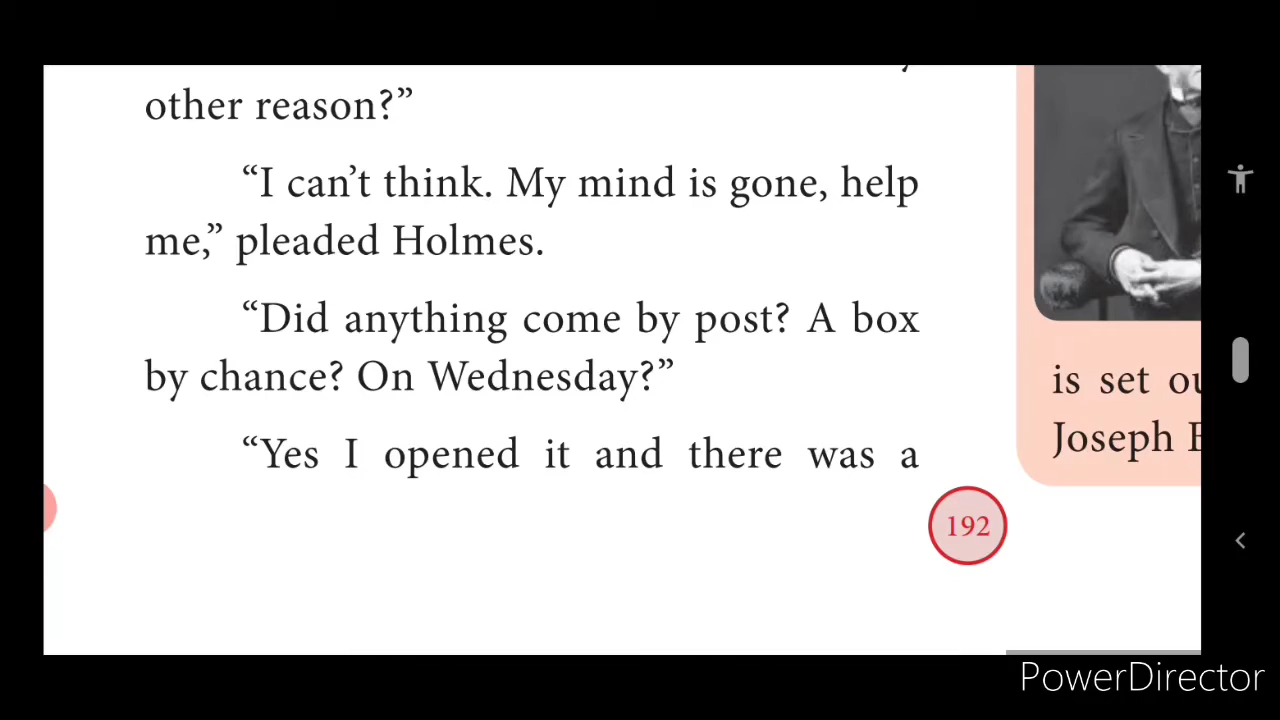 other reason?”
“I can’t think. My mind is gone, help
me,” pleaded Holmes.
“Did anything come by post? A box
by chance? On Wednesday?”
“Yes I opened it and there was a
192
is set
Joseph
PowerDirector